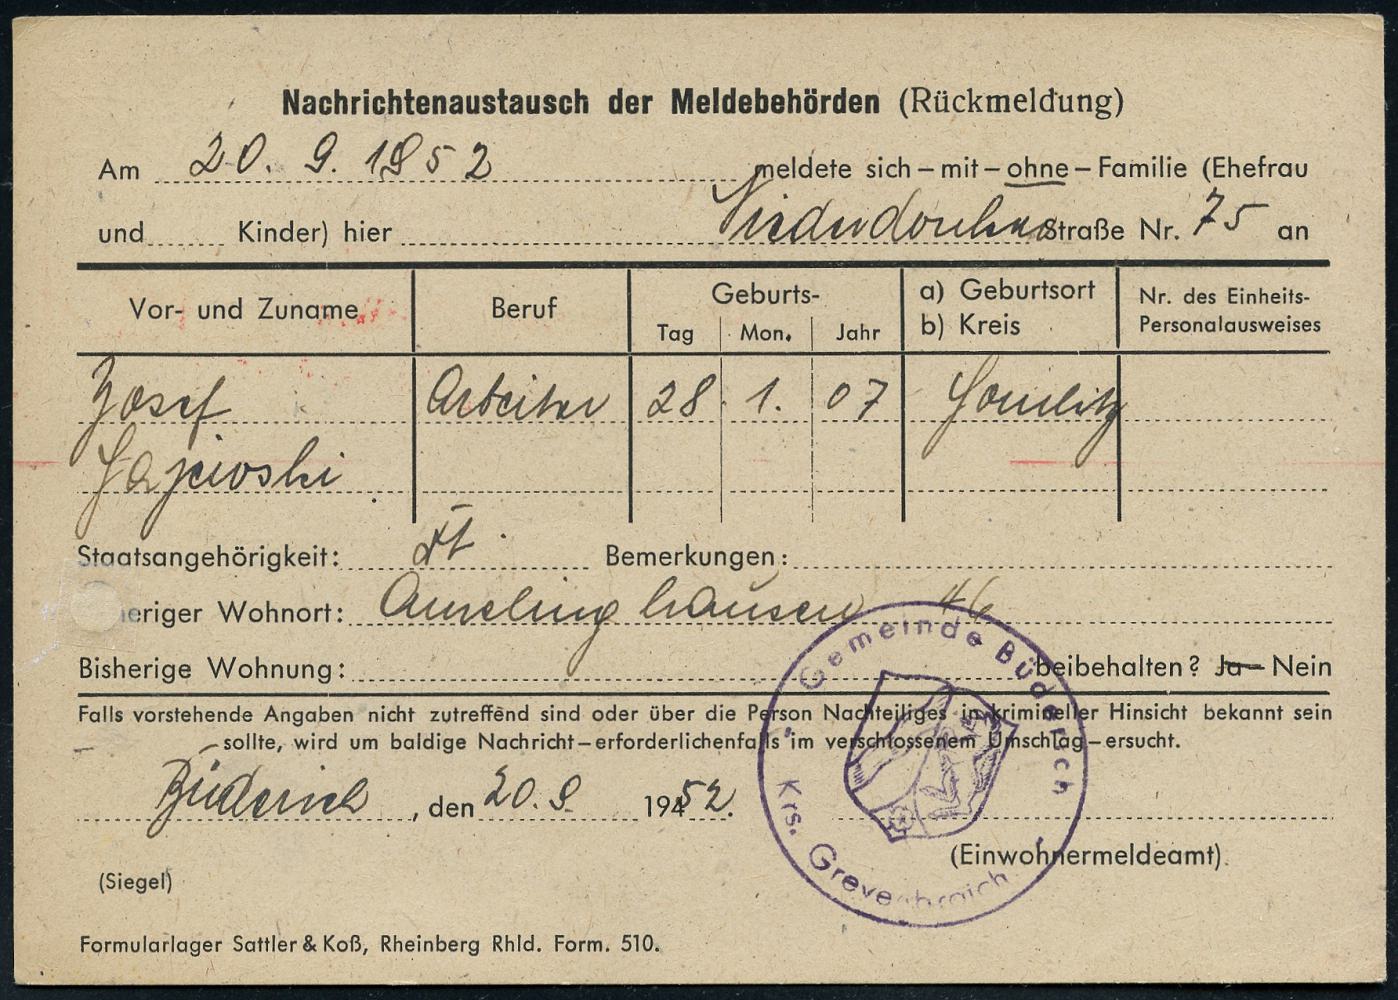 Nachrichtenaustausch der Meldebehörden (Rückmeldung)
Am 20. 9. 1952 meldete sich – mit – ohne – Familie (Ehefrau
und Kinder) hier Straße Nr. 75 an
Vor- und Zuname
Beruf
Geburts-
Tag Mon. Jahr
a) Geburtsort
b) Kreis
Nr. des Einheits-
Personalausweises
Josef Arbeiter 28. 1. 07
Staatsangehörigkeit: dt. Bemerkungen:
heriger Wohnort: Amelinghausen 46
Bisherige Wohnung: beibehalten? Ja – Nein
Falls vorstehende Angaben nicht zutreffend sind oder über die Person Nachteiliges in krimineller Hinsicht bekannt sein
sollte, wird um baldige Nachricht – erforderlichenfalls im verschlossenem Umschlag – ersucht.
Büderich, den 20. 9. 1952.
(Einwohnermeldeamt)
(Siegel)
Formularlager Sattler & Koß, Rheinberg Rhld. Form. 510.
Gemeinde Büderich
Krs. Grevenbroich